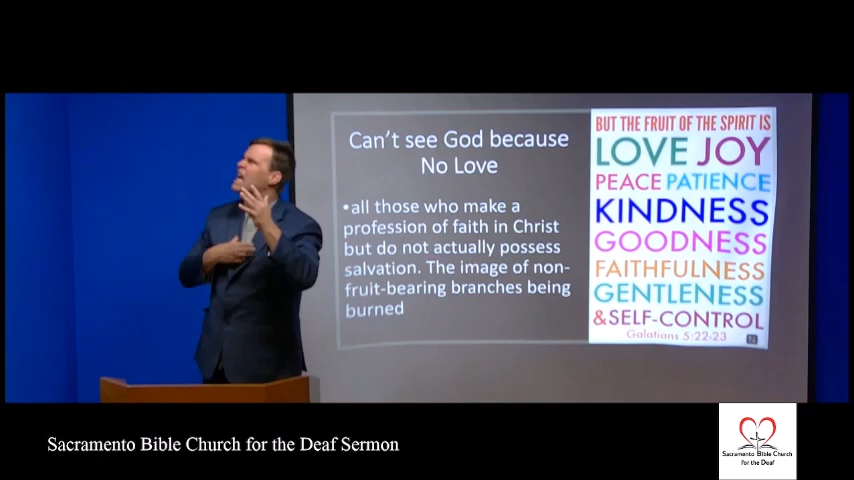 Can't see God because
No Love
•all those who make a
profession of faith in Christ
but do not actually possess
salvation. The image of non-
fruit-bearing branches being
burned
BUT THE FRUIT OF THE SPIRIT IS
LOVE JOY
PEACE PATIENCE
KINDNESS
GOODNESS
FAITHFULNESS
GENTLENESS
&SELF-CONTROL
Galatians 5:22-23
Sacramento Bible Church for the Deaf Sermon
Sacramento Bible Church
for the Deaf